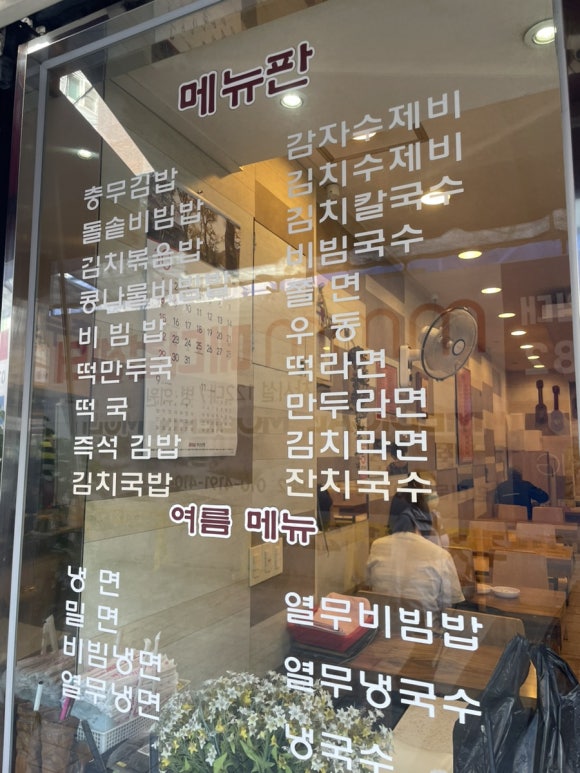 메뉴판
충무김밥
돌솥비빔밥
김치볶음밥
콩나물비빔밥
비빔밥
떡만두국
떡국
즉석 김밥
김치국밥
감자수제비
김치수제비
김치칼국수
비빔국수
쫄면
우동
떡라면
만두라면
김치라면
잔치국수
여름 메뉴
냉면
밀면
비빔냉면
열무냉면
열무비빔밥
열무냉국수
냉국수